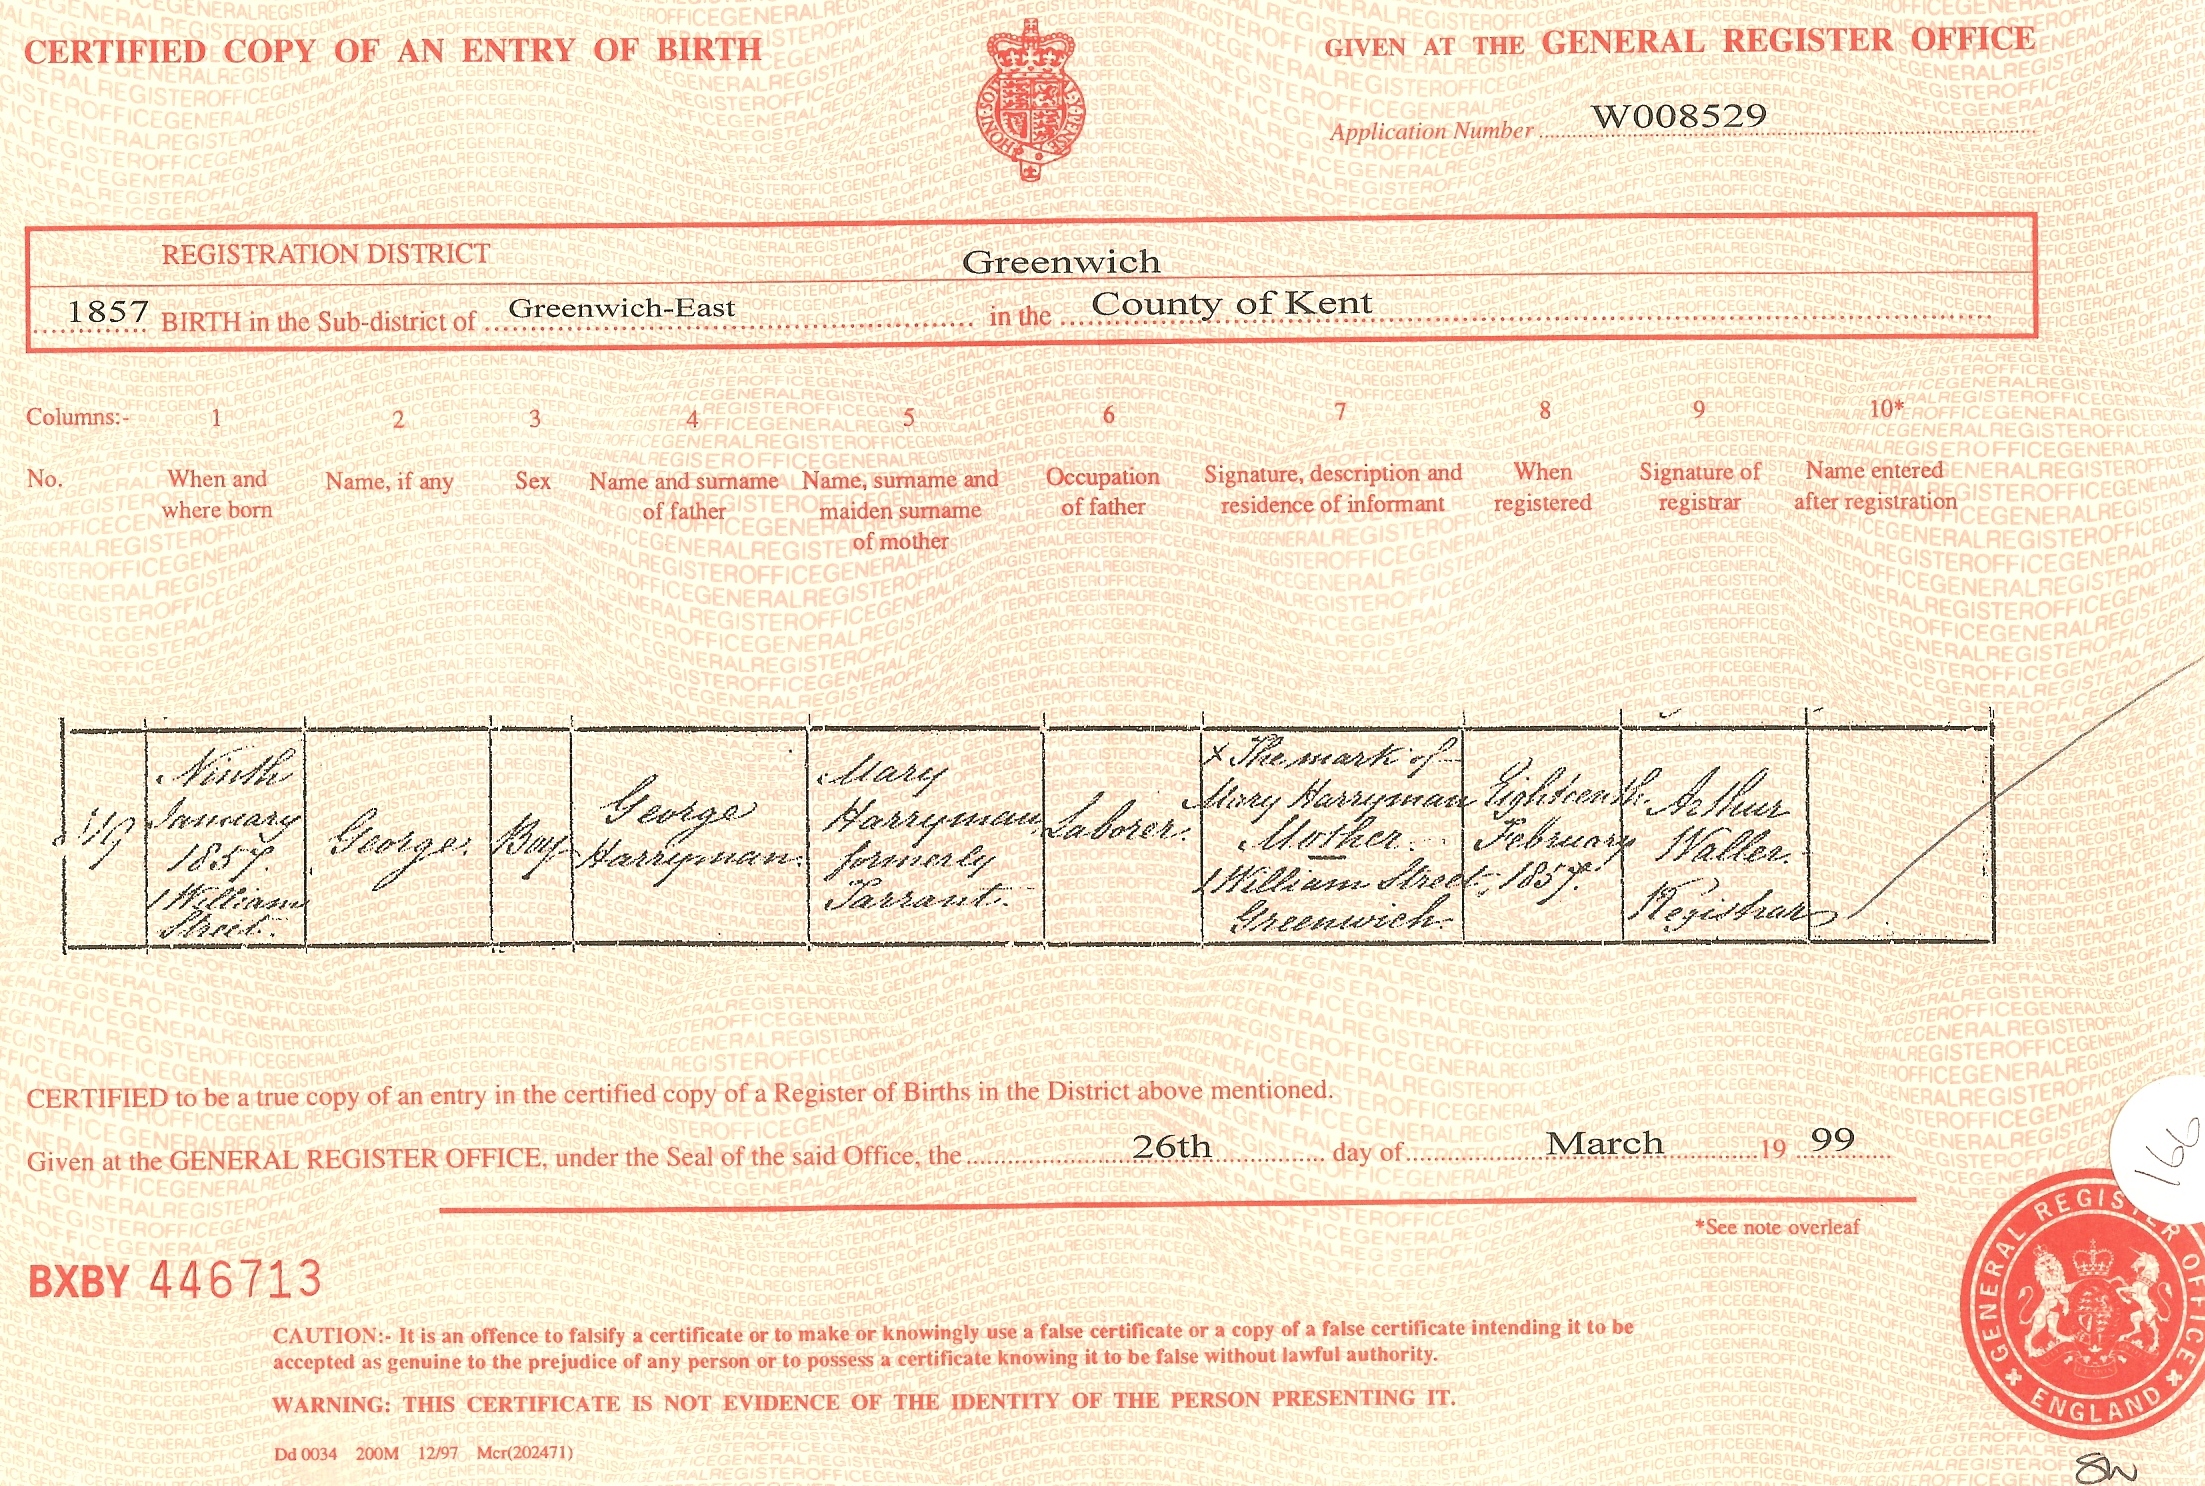 CERTIFIED COPY OF AN ENTRY OF BIRTH
GIVEN AT THE GENERAL REGISTER OFFICE
Application Number W008529
REGISTRATION DISTRICT Greenwich
1857 BIRTH in the Sub-district of Greenwich-East in the County of Kent
Columns:- 1 2 3 4 5 6 7 8 9 10*
No.
When and
where born
Name, if any
Sex
Name and surname
of father
Name, surname and
maiden surname
of mother
Occupation
of father
Signature, description and
residence of informant
When
registered
Signature of
registrar
Name entered
after registration
Ninth
January
1857.
1 William
Street.
George.
Boy
George
Harryman.
Mary
Harryman
formerly
Tarrant.
Laborer.
X The mark of
Mary Harryman
Mother.
1 William Street,
Greenwich.
Eighteenth
February
1857.
Arthur
Waller.
Registrar
CERTIFIED to be a true copy of an entry in the certified copy of a Register of Births in the District above mentioned.
Given at the GENERAL REGISTER OFFICE, under the Seal of the said Office, the 26th day of March 19 99
*See note overleaf
166
BXBY 446713
GENERAL REGISTER OFFICE
ENGLAND
CAUTION:- It is an offence to falsify a certificate or to make or knowingly use a false certificate or a copy of a false certificate intending it to be
accepted as genuine to the prejudice of any person or to possess a certificate knowing it to be false without lawful authority.
WARNING: THIS CERTIFICATE IS NOT EVIDENCE OF THE IDENTITY OF THE PERSON PRESENTING IT.
Dd 0034 200M 12/97 Mcr(202471)